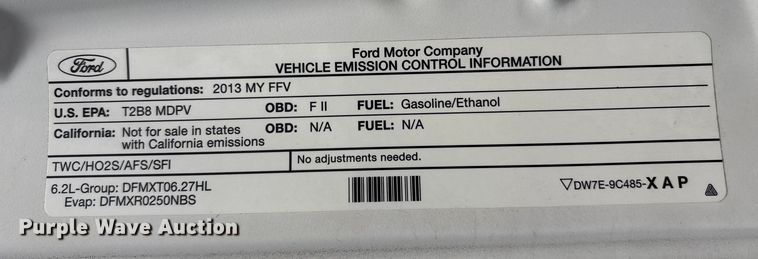 Ford
Ford Motor Company
VEHICLE EMISSION CONTROL INFORMATION
Conforms to regulations: 2013 MY FFV
U.S. EPA: T2B8 MDPV OBD: F II FUEL: Gasoline/Ethanol
California: Not for sale in states with California emissions OBD: N/A FUEL: N/A
TWC/HO2S/AFS/SFI
No adjustments needed.
6.2L-Group: DFMXT06.27HL
Evap: DFMXR0250NBS
▽DW7E-9C485-XAP
Purple Wave Auction